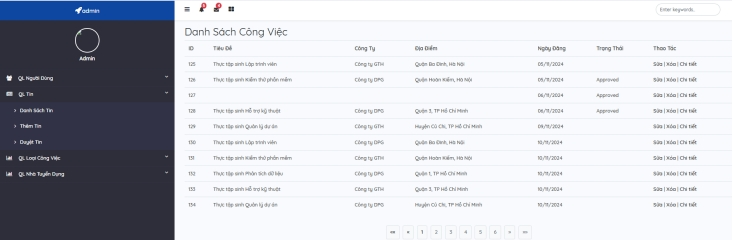 admin
Enter keywords...
Admin
QL Người Dùng
QL Tin
Danh Sách Tin
Thêm Tin
Duyệt Tin
QL Loại Công Việc
QL Nhà Tuyển Dụng
Danh Sách Công Việc
ID Tiêu Đề Công Ty Địa Điểm Ngày Đăng Trạng Thái Thao Tác
125 Thực tập sinh Lập trình viên Công ty GTH Quận Ba Đình, Hà Nội 05/11/2024 Sửa | Xóa | Chi tiết
126 Thực tập sinh Kiểm thử phần mềm Công ty DPG Quận Hoàn Kiếm, Hà Nội 05/11/2024 Approved Sửa | Xóa | Chi tiết
127 06/11/2024 Approved Sửa | Xóa | Chi tiết
128 Thực tập sinh Hỗ trợ kỹ thuật Công ty DPG Quận 3, TP Hồ Chí Minh 06/11/2024 Approved Sửa | Xóa | Chi tiết
129 Thực tập sinh Quản lý dự án Công ty GTH Huyện Củ Chi, TP Hồ Chí Minh 09/11/2024 Sửa | Xóa | Chi tiết
130 Thực tập sinh Lập trình viên Công ty DPG Quận Ba Đình, Hà Nội 10/11/2024 Sửa | Xóa | Chi tiết
131 Thực tập sinh Kiểm thử phần mềm Công ty GTH Quận Hoàn Kiếm, Hà Nội 10/11/2024 Sửa | Xóa | Chi tiết
132 Thực tập sinh Phân tích dữ liệu Công ty DPG Quận 1, TP Hồ Chí Minh 10/11/2024 Sửa | Xóa | Chi tiết
133 Thực tập sinh Hỗ trợ kỹ thuật Công ty GTH Quận 3, TP Hồ Chí Minh 10/11/2024 Sửa | Xóa | Chi tiết
134 Thực tập sinh Quản lý dự án Công ty DPG Huyện Củ Chi, TP Hồ Chí Minh 10/11/2024 Sửa | Xóa | Chi tiết
«« « 1 2 3 4 5 6 » »»